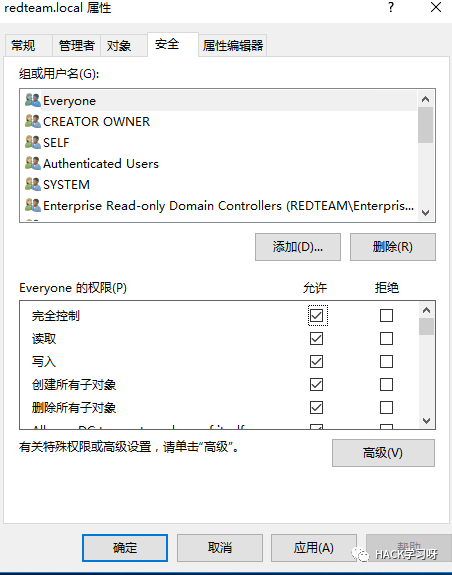 redteam.local 属性
常规 管理者 对象 安全 属性编辑器
组或用户名(G):
Everyone
CREATOR OWNER
SELF
Authenticated Users
SYSTEM
Enterprise Read-only Domain Controllers (REDTEAM\Enterpris...
添加(D)... 删除(R)
Everyone 的权限(P) 允许 拒绝
完全控制
读取
写入
创建所有子对象
删除所有子对象
有关特殊权限或高级设置，请单击“高级”。
高级(V)
确定 取消 应用(A) 帮助
HACK学习呀